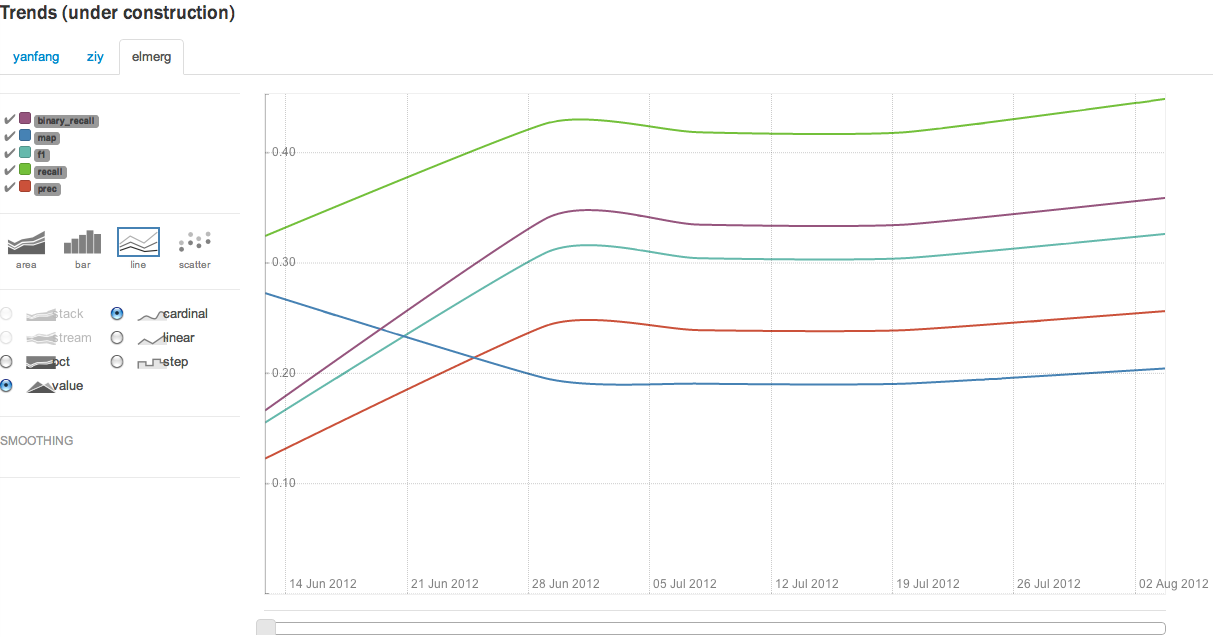 Trends (under construction)
yanfang ziy elmerg
binary_recall
map
f1
recall
prec
area bar line scatter
stack cardinal
stream linear
pct step
value
SMOOTHING
0.40
0.30
0.20
0.10
14 Jun 2012 21 Jun 2012 28 Jun 2012 05 Jul 2012 12 Jul 2012 19 Jul 2012 26 Jul 2012 02 Aug 2012